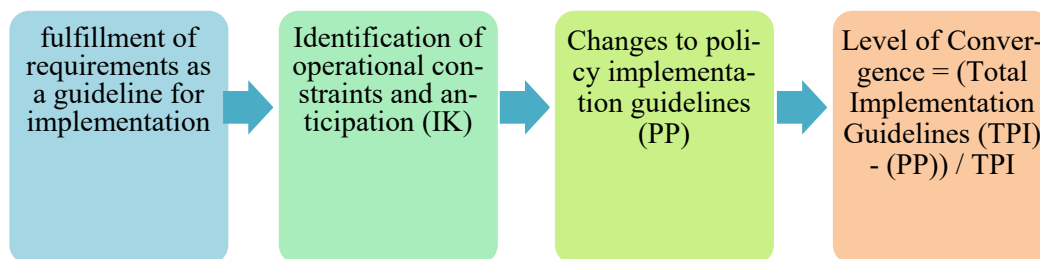 fulfillment of
requirements as
a guideline for
implementation
Identification of
operational con-
straints and an-
ticipation (IK)
Changes to poli-
cy implementa-
tion guidelines
(PP)
Level of Conver-
gence = (Total
Implementation
Guidelines (TPI)
- (PP)) / TPI